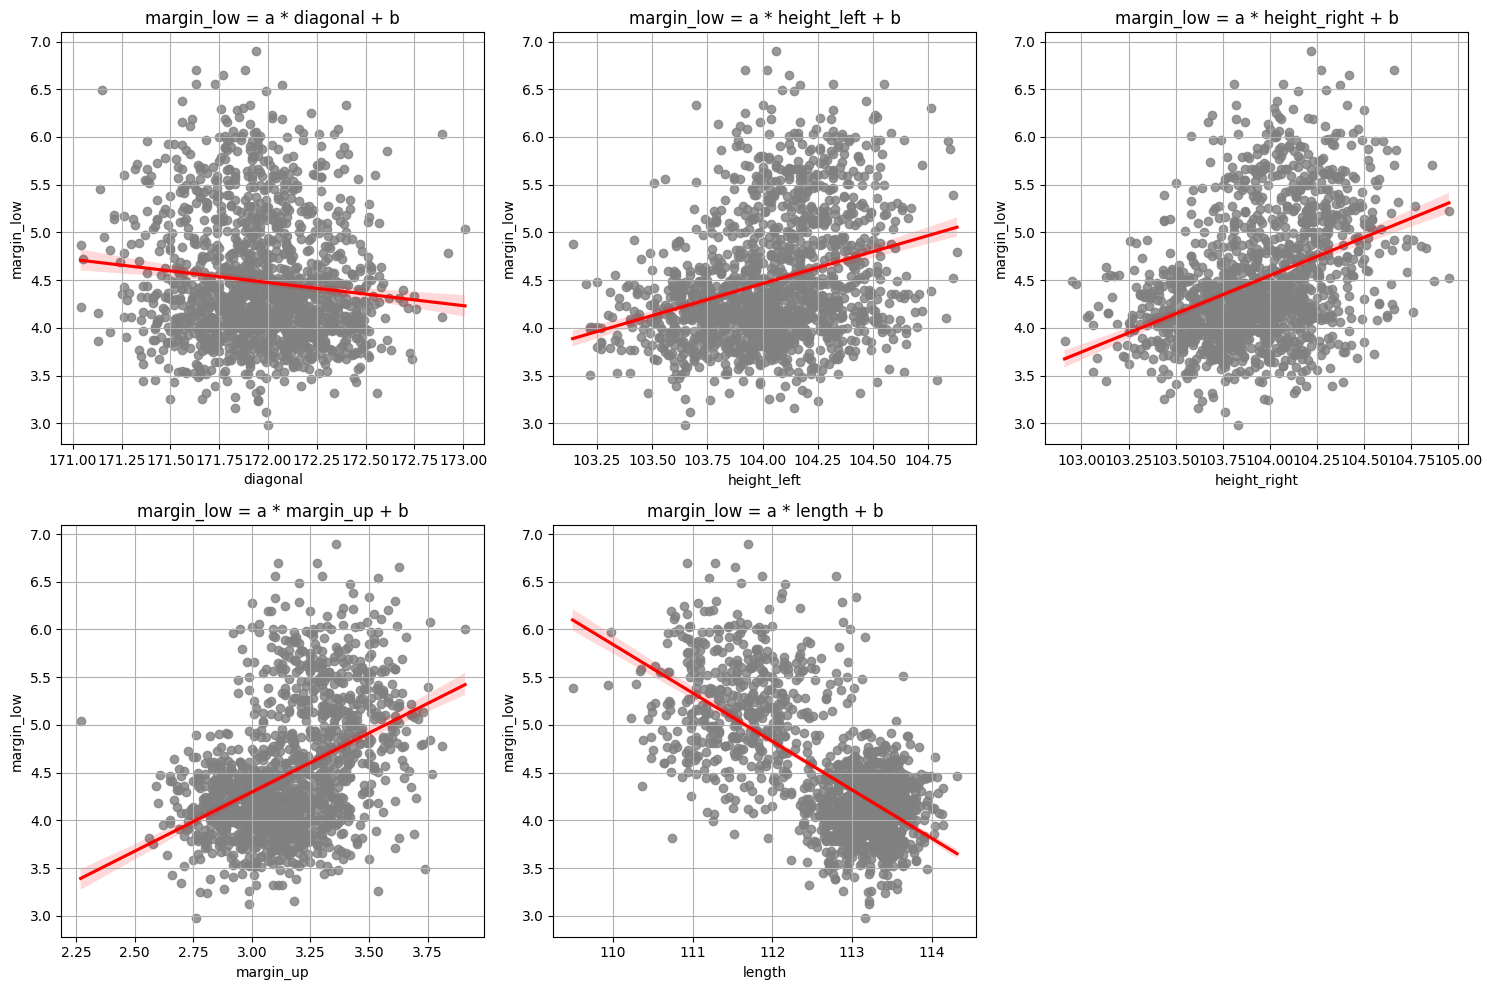 margin_low = a * diagonal + b
margin_low = a * height_left + b
margin_low = a * height_right + b
7.0
6.5
6.0
5.5
5.0
4.5
4.0
3.5
3.0
margin_low
171.00 171.25 171.50 171.75 172.00 172.25 172.50 172.75 173.00
diagonal
7.0
6.5
6.0
5.5
5.0
4.5
4.0
3.5
3.0
margin_low
103.25 103.50 103.75 104.00 104.25 104.50 104.75
height_left
7.0
6.5
6.0
5.5
5.0
4.5
4.0
3.5
3.0
margin_low
103.00 103.25 103.50 103.75 104.00 104.25 104.50 104.75 105.00
height_right
margin_low = a * margin_up + b
margin_low = a * length + b
7.0
6.5
6.0
5.5
5.0
4.5
4.0
3.5
3.0
margin_low
2.25 2.50 2.75 3.00 3.25 3.50 3.75
margin_up
7.0
6.5
6.0
5.5
5.0
4.5
4.0
3.5
3.0
margin_low
110 111 112 113 114
length